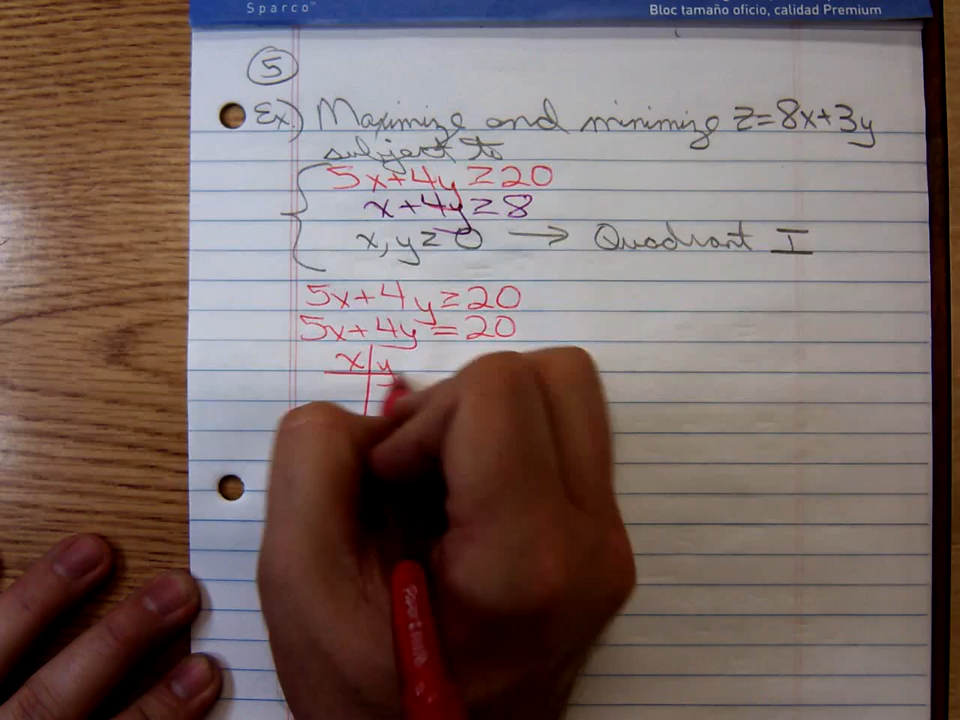 Sparco™
Bloc tamaño oficio, calidad Premium
5
Ex) Maximize and minimize z=8x+3y
subject to
5x+4y≥20
x+4y≥8
x,y≥0 → Quadrant I
5x+4y≥20
5x+4y=20
x y